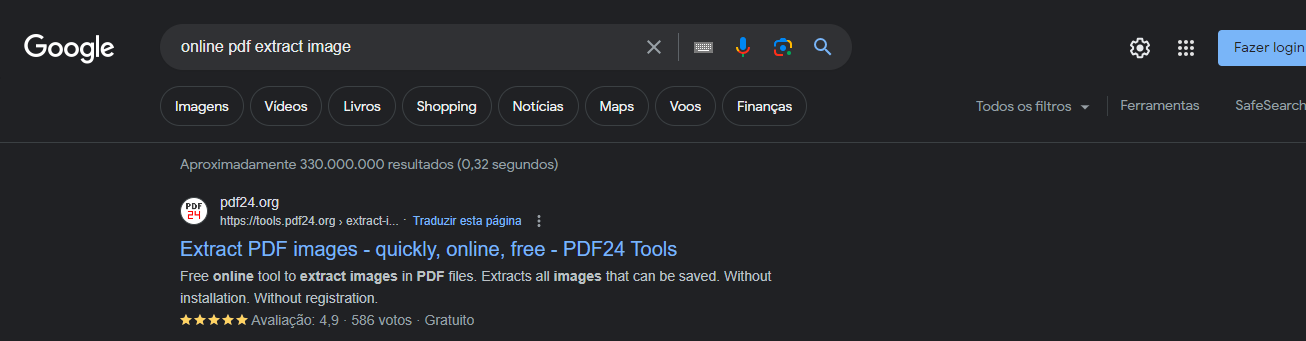 Google
online pdf extract image
Fazer login
Imagens Vídeos Livros Shopping Notícias Maps Voos Finanças
Todos os filtros Ferramentas SafeSearch
Aproximadamente 330.000.000 resultados (0,32 segundos)
PDF
24
pdf24.org
https://tools.pdf24.org › extract-i... · Traduzir esta página
Extract PDF images - quickly, online, free - PDF24 Tools
Free online tool to extract images in PDF files. Extracts all images that can be saved. Without
installation. Without registration.
Avaliação: 4,9 · 586 votos · Gratuito